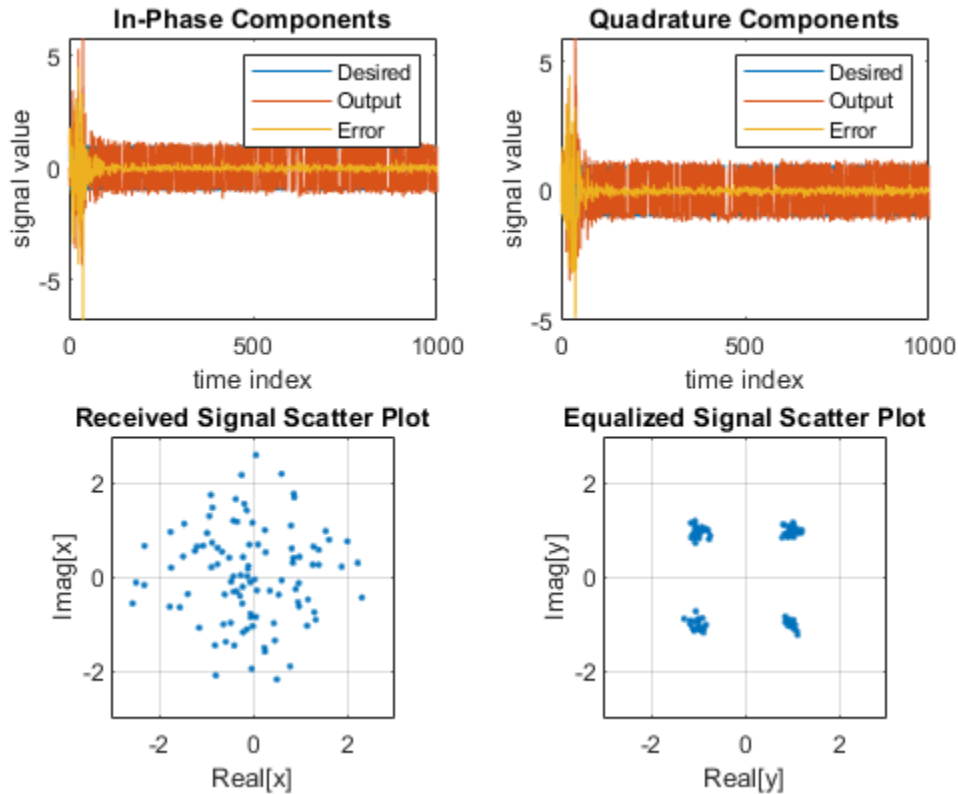 In-Phase Components
Desired
Output
Error
signal value
5
0
-5
0
500
1000
time index
Quadrature Components
Desired
Output
Error
signal value
5
0
-5
0
500
1000
time index
Received Signal Scatter Plot
Imag[x]
2
0
-2
-2
0
2
Real[x]
Equalized Signal Scatter Plot
Imag[y]
2
0
-2
-2
0
2
Real[y]